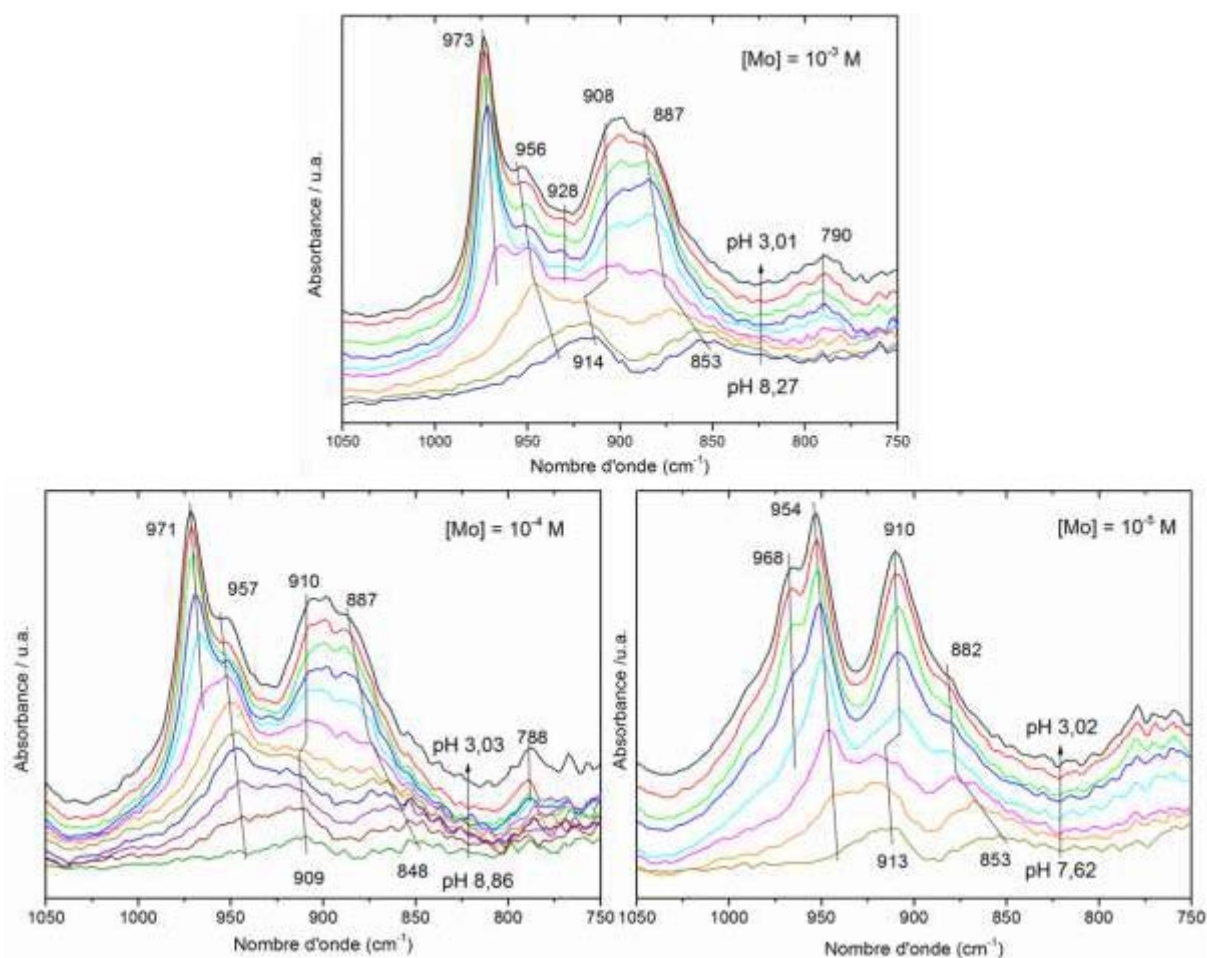 [Mo] = 10⁻³ M
973
908
887
956
928
pH 3,01
790
914
853
pH 8,27
Absorbance / u.a.
1050 1000 950 900 850 800 750
Nombre d'onde (cm⁻¹)
[Mo] = 10⁻⁴ M
971
957
910
887
pH 3,03
788
909
848
pH 8,86
Absorbance / u.a.
1050 1000 950 900 850 800 750
Nombre d'onde (cm⁻¹)
[Mo] = 10⁻⁵ M
954
968
910
882
pH 3,02
913
853
pH 7,62
Absorbance /u.a.
1050 1000 950 900 850 800 750
Nombre d'onde (cm⁻¹)